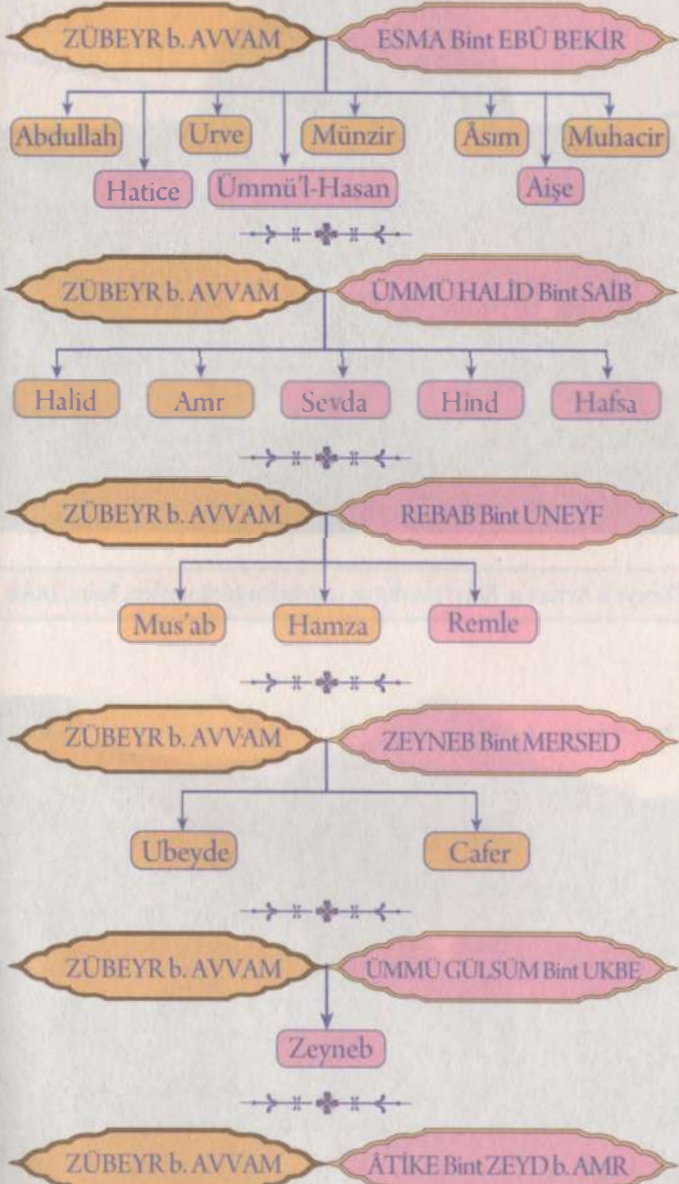 ZÜBEYR b. AVVAM ESMA Bint EBÛ BEKİR
Abdullah Urve Münzir Âsım Muhacir
Hatice Ümmü'l-Hasan Aişe
ZÜBEYR b. AVVAM ÜMMÜ HALİD Bint SAİB
Halid Amr Sevda Hind Hafsa
ZÜBEYR b. AVVAM REBAB Bint UNEYF
Mus'ab Hamza Remle
ZÜBEYR b. AVVAM ZEYNEB Bint MERSED
Ubeyde Cafer
ZÜBEYR b. AVVAM ÜMMÜ GÜLSÜM Bint UKBE
Zeyneb
ZÜBEYR b. AVVAM ÂTİKE Bint ZEYD b. AMR